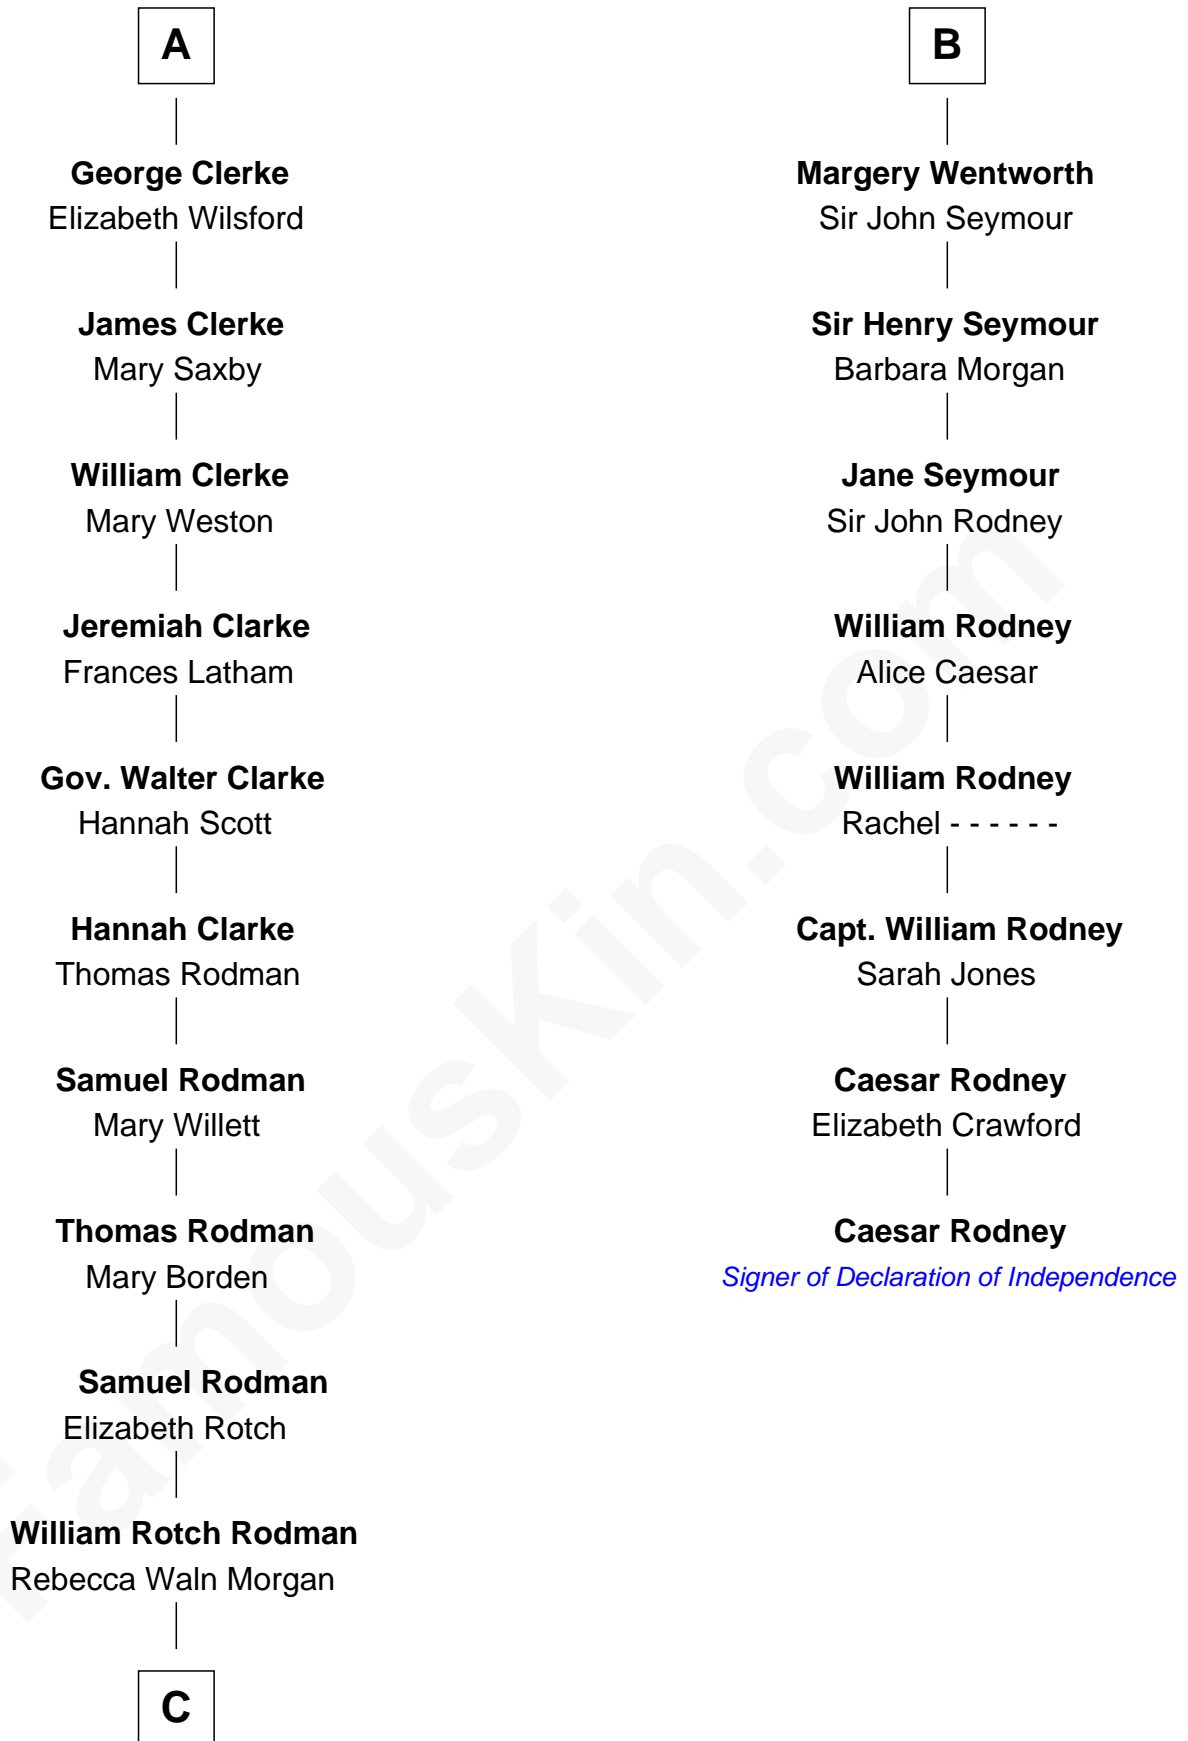 A
George Clerke
Elizabeth Wilsford
James Clerke
Mary Saxby
William Clerke
Mary Weston
Jeremiah Clarke
Frances Latham
Gov. Walter Clarke
Hannah Scott
Hannah Clarke
Thomas Rodman
Samuel Rodman
Mary Willett
Thomas Rodman
Mary Borden
Samuel Rodman
Elizabeth Rotch
William Rotch Rodman
Rebecca Waln Morgan
C
B
Margery Wentworth
Sir John Seymour
Sir Henry Seymour
Barbara Morgan
Jane Seymour
Sir John Rodney
William Rodney
Alice Caesar
William Rodney
Rachel - - - - - -
Capt. William Rodney
Sarah Jones
Caesar Rodney
Elizabeth Crawford
Caesar Rodney
Signer of Declaration of Independence
FamousKin.com